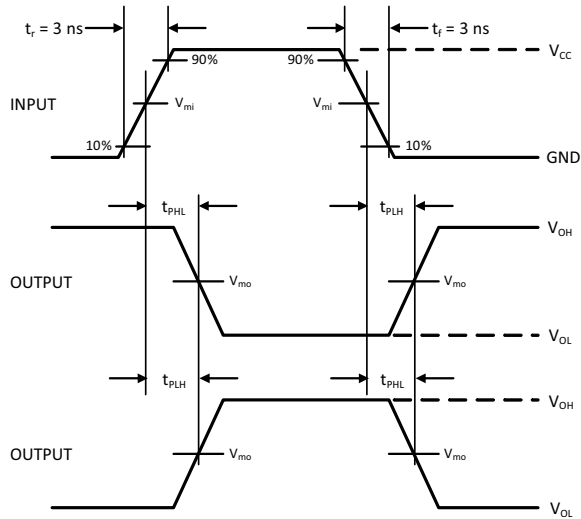 tr = 3 ns
tf = 3 ns
90%
90%
VCC
INPUT
Vmi
Vmi
10%
10%
GND
tPHL
tPLH
VOH
OUTPUT
Vmo
Vmo
VOL
tPLH
tPHL
VOH
OUTPUT
Vmo
Vmo
VOL